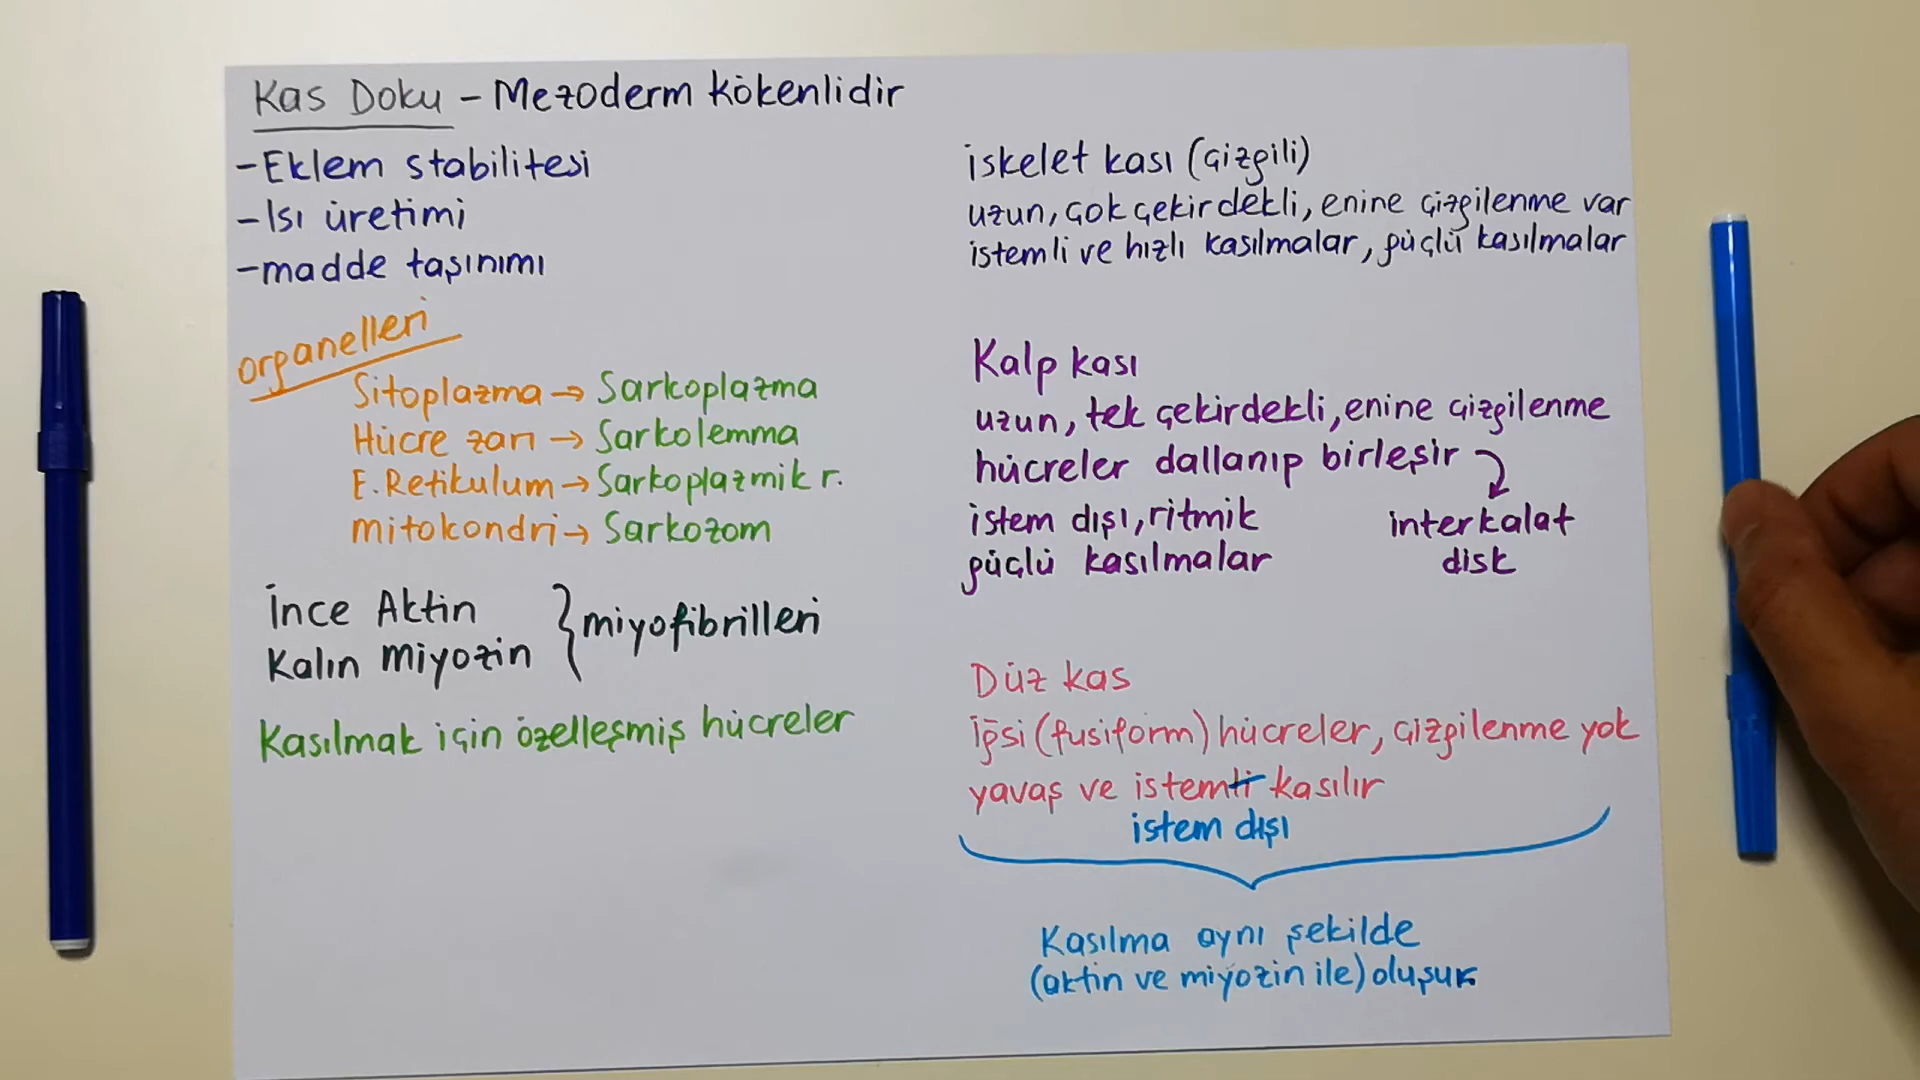 Kas Doku - Mezoderm kökenlidir
- Eklem stabilitesi
- Isı üretimi
- madde taşınımı
organelleri
Sitoplazma → Sarkoplazma
Hücre zarı → Sarkolemma
E. Retikulum → Sarkoplazmik r.
mitokondri → Sarkozom
İnce Aktin
Kalın miyozin } miyofibrilleri
Kasılmak için özelleşmiş hücreler
iskelet kası (çizgili)
uzun, çok çekirdekli, enine çizgilenme var
istemli ve hızlı kasılmalar, güçlü kasılmalar
Kalp kası
uzun, tek çekirdekli, enine çizgilenme
hücreler dallanıp birleşir
interkalat
disk
istem dışı, ritmik
güçlü kasılmalar
Düz kas
İğsi (fusiform) hücreler, çizgilenme yok
yavaş ve istemli kasılır
istem dışı
Kasılma aynı şekilde
(aktin ve miyozin ile) oluşur